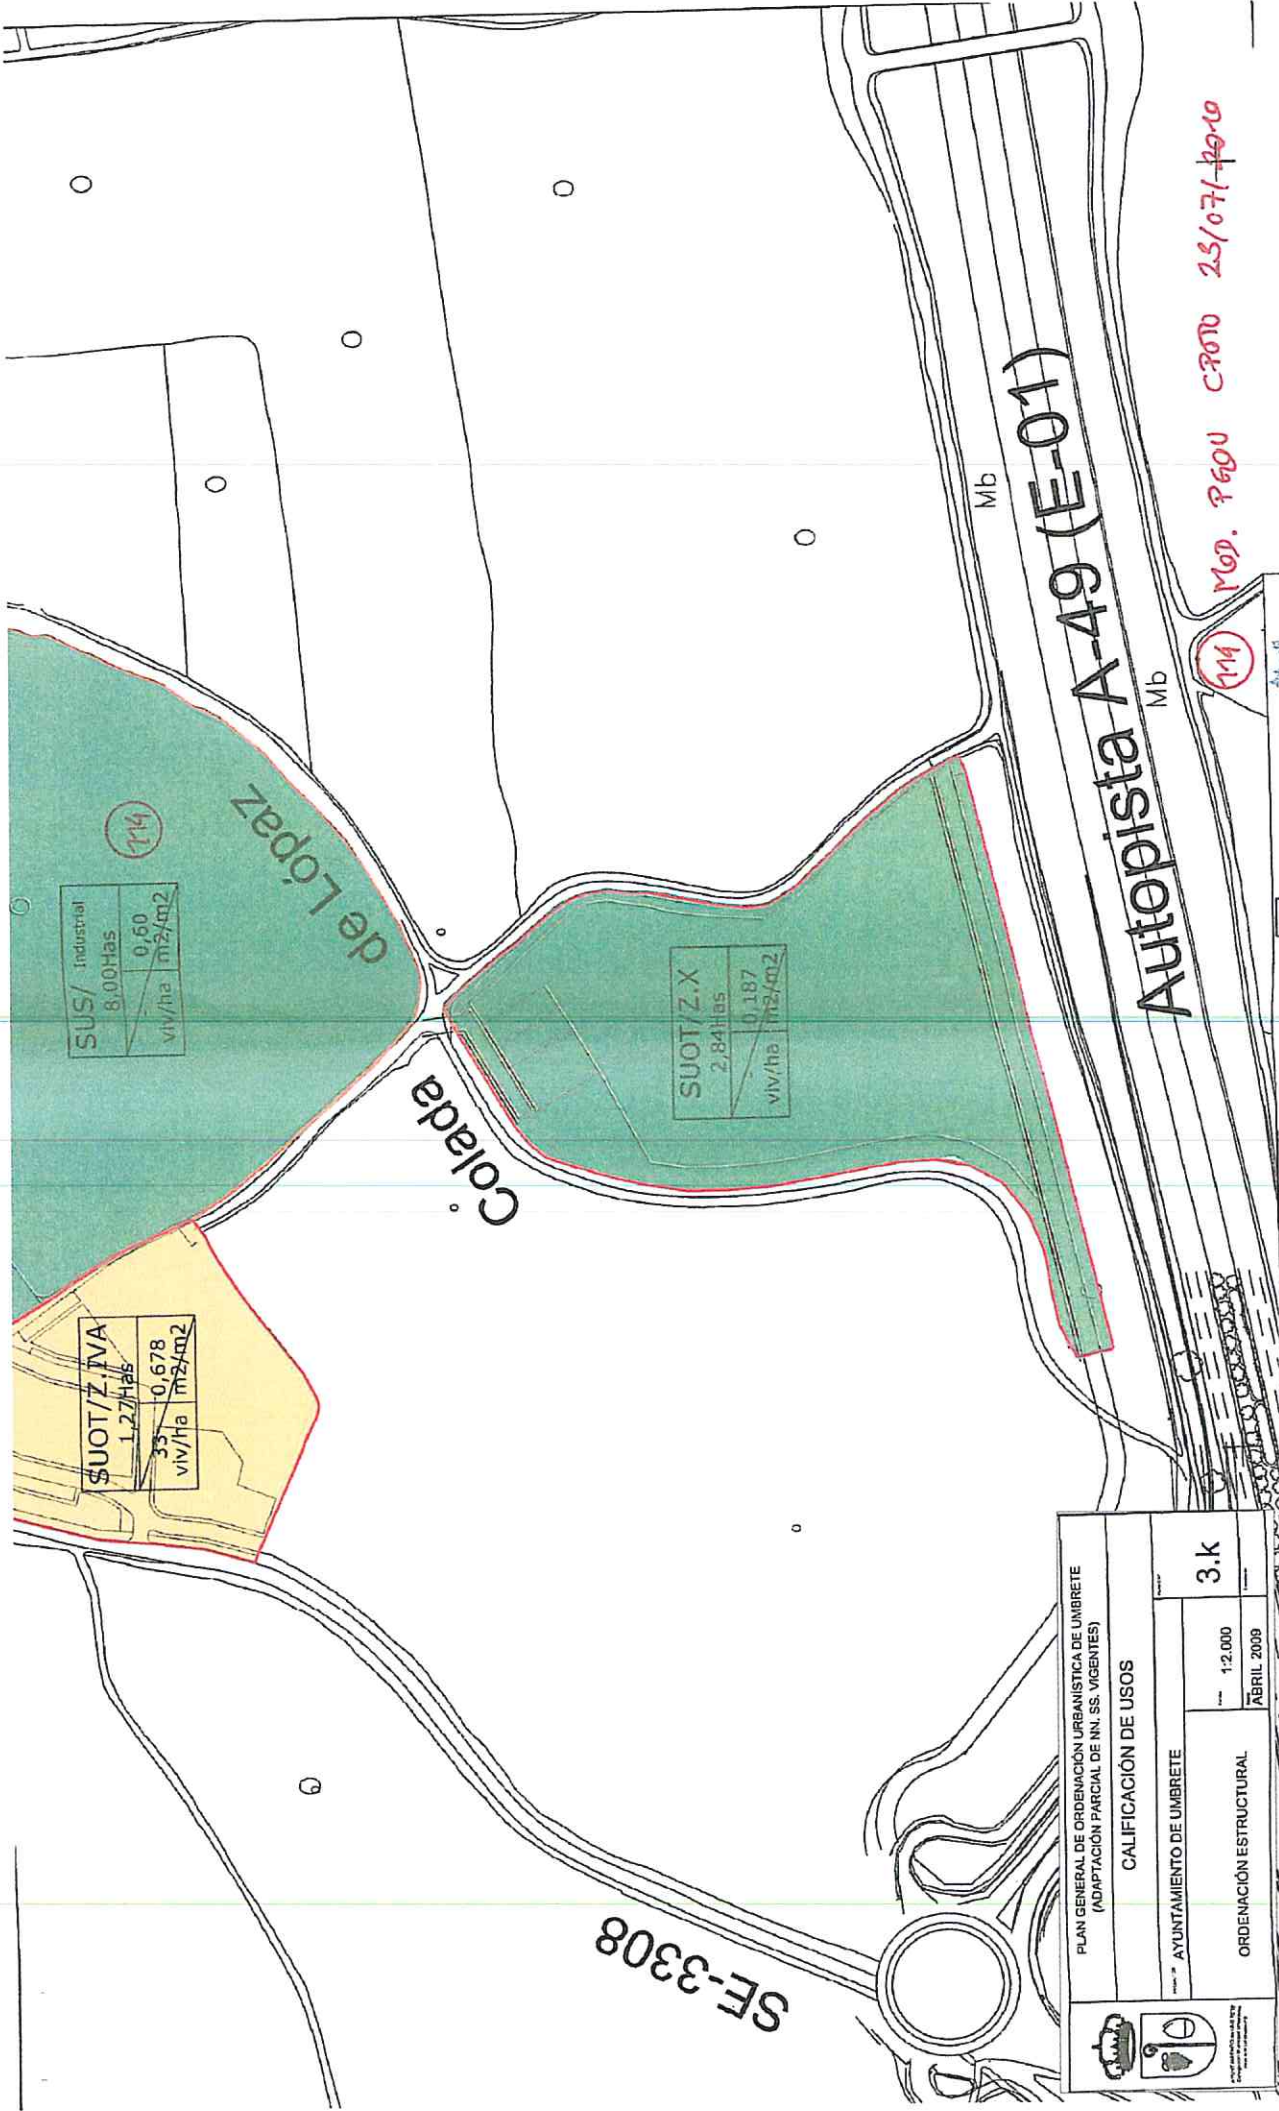 SUS/ Industrial
8,00Has
- 0,60
viv/ha m2/m2
114
de Lópaz
Colada
SUOT/Z.IVA
1,27Has
33 0,678
viv/ha m2/m2
SUOT/Z.X
2,84Has
- 0,187
viv/ha m2/m2
SE-3308
Mb
Autopista A-49 (E-01)
Mb
114 MOD. PGOU CPOTU 23/07/2010
PLAN GENERAL DE ORDENACIÓN URBANÍSTICA DE UMBRETE
(ADAPTACIÓN PARCIAL DE NN. SS. VIGENTES)
CALIFICACIÓN DE USOS
AYUNTAMIENTO DE UMBRETE
3.k
ORDENACIÓN ESTRUCTURAL
1:2.000
ABRIL 2009